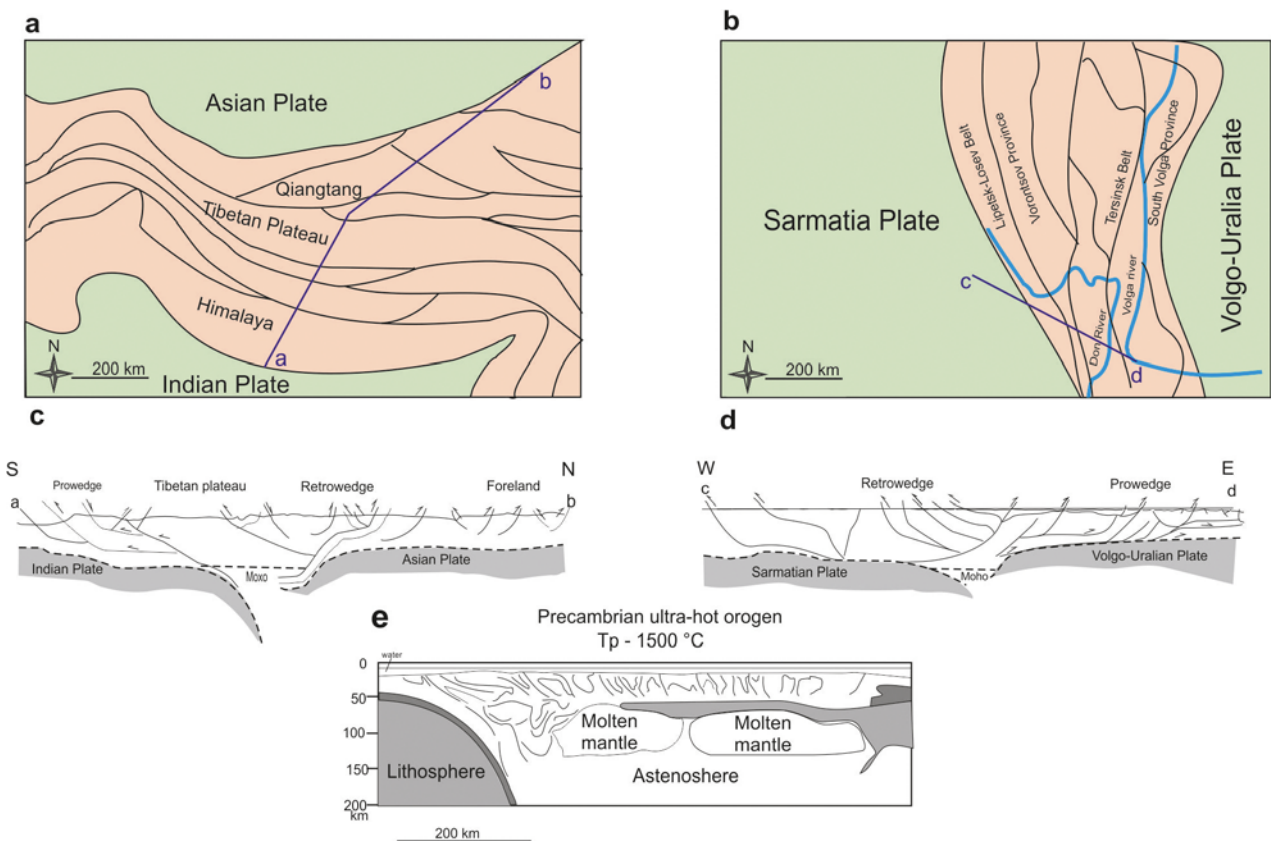 a
Asian Plate
b
Qiangtang
Tibetan Plateau
Himalaya
a
N
200 km
Indian Plate
b
Sarmatia Plate
Lipetsk-Losev Belt
Vorontsov Province
Tersinsk Belt
South Volga Province
Volgo-Uralia Plate
c
Don River
Volga river
d
N
200 km
c
S
N
Prowedge
Tibetan plateau
Retrowedge
Foreland
a
b
Indian Plate
Moxo
Asian Plate
d
W
E
c
Retrowedge
Prowedge
d
Sarmatian Plate
Moho
Volgo-Uralian Plate
e
Precambrian ultra-hot orogen
Tp - 1500 °C
water
0
50
100
150
200
km
Molten
mantle
Molten
mantle
Lithosphere
Astenoshere
200 km